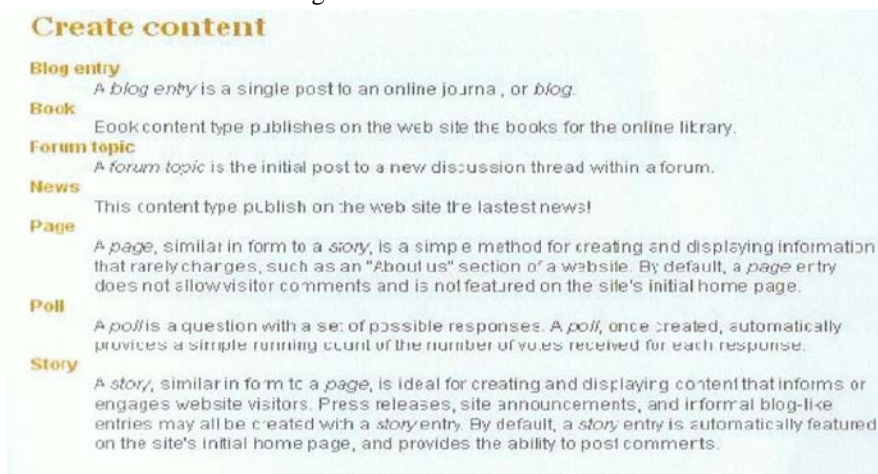 Create content
Blog entry
A blog entry is a single post to an online journal, or blog.
Book
Book content type publishes on the web site the books for the online library.
Forum topic
A forum topic is the initial post to a new discussion thread within a forum.
News
This content type publish on the web site the lastest news!
Page
A page, similar in form to a story, is a simple method for creating and displaying information
that rarely changes, such as an "About us" section of a website. By default, a page entry
does not allow visitor comments and is not featured on the site's initial home page.
Poll
A poll is a question with a set of possible responses. A poll, once created, automatically
provides a simple running count of the number of votes received for each response.
Story
A story, similar in form to a page, is ideal for creating and displaying content that informs or
engages website visitors. Press releases, site announcements, and informal blog-like
entries may all be created with a story entry. By default, a story entry is automatically featured
on the site's initial home page, and provides the ability to post comments.